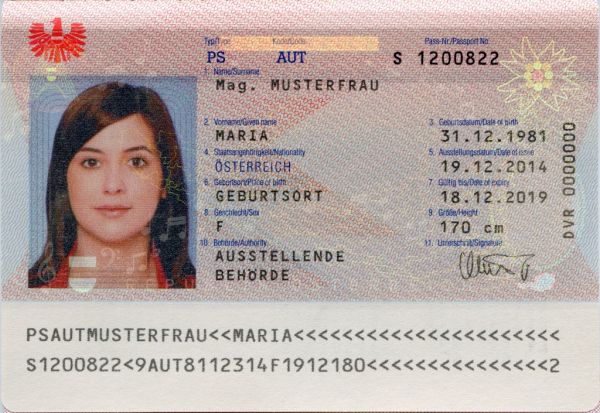 Typ/Type Kode/Code Pass-Nr./Passport No.
PS AUT S 1200822
1. Name/Surname
Mag. MUSTERFRAU
2. Vorname/Given name 3. Geburtsdatum/Date of birth
MARIA 31.12.1981
4. Staatsangehörigkeit/Nationality 5. Ausstellungsdatum/Date of issue
ÖSTERREICH 19.12.2014
6. Geburtsort/Place of birth 7. Gültig bis/Date of expiry
GEBURTSORT 18.12.2019
8. Geschlecht/Sex 9. Größe/Height
F 170 cm
10. Behörde/Authority 11. Unterschrift/Signature
AUSSTELLENDE
BEHÖRDE
DVR 0000000
PSAUTMUSTERFRAU<<MARIA<<<<<<<<<<<<<<<<<<<<<<
S1200822<9AUT8112314F1912180<<<<<<<<<<<<<<<2